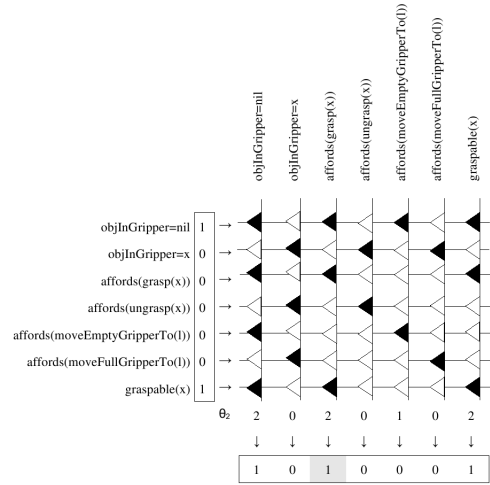 objInGripper=nil
objInGripper=x
affords(grasp(x))
affords(ungrasp(x))
affords(moveEmptyGripperTo(l))
affords(moveFullGripperTo(l))
graspable(x)
objInGripper=nil 1 →
objInGripper=x 0 →
affords(grasp(x)) 0 →
affords(ungrasp(x)) 0 →
affords(moveEmptyGripperTo(l)) 0 →
affords(moveFullGripperTo(l)) 0 →
graspable(x) 1 →
θ2 2 0 2 0 1 0 2
↓ ↓ ↓ ↓ ↓ ↓ ↓
1 0 1 0 0 0 1